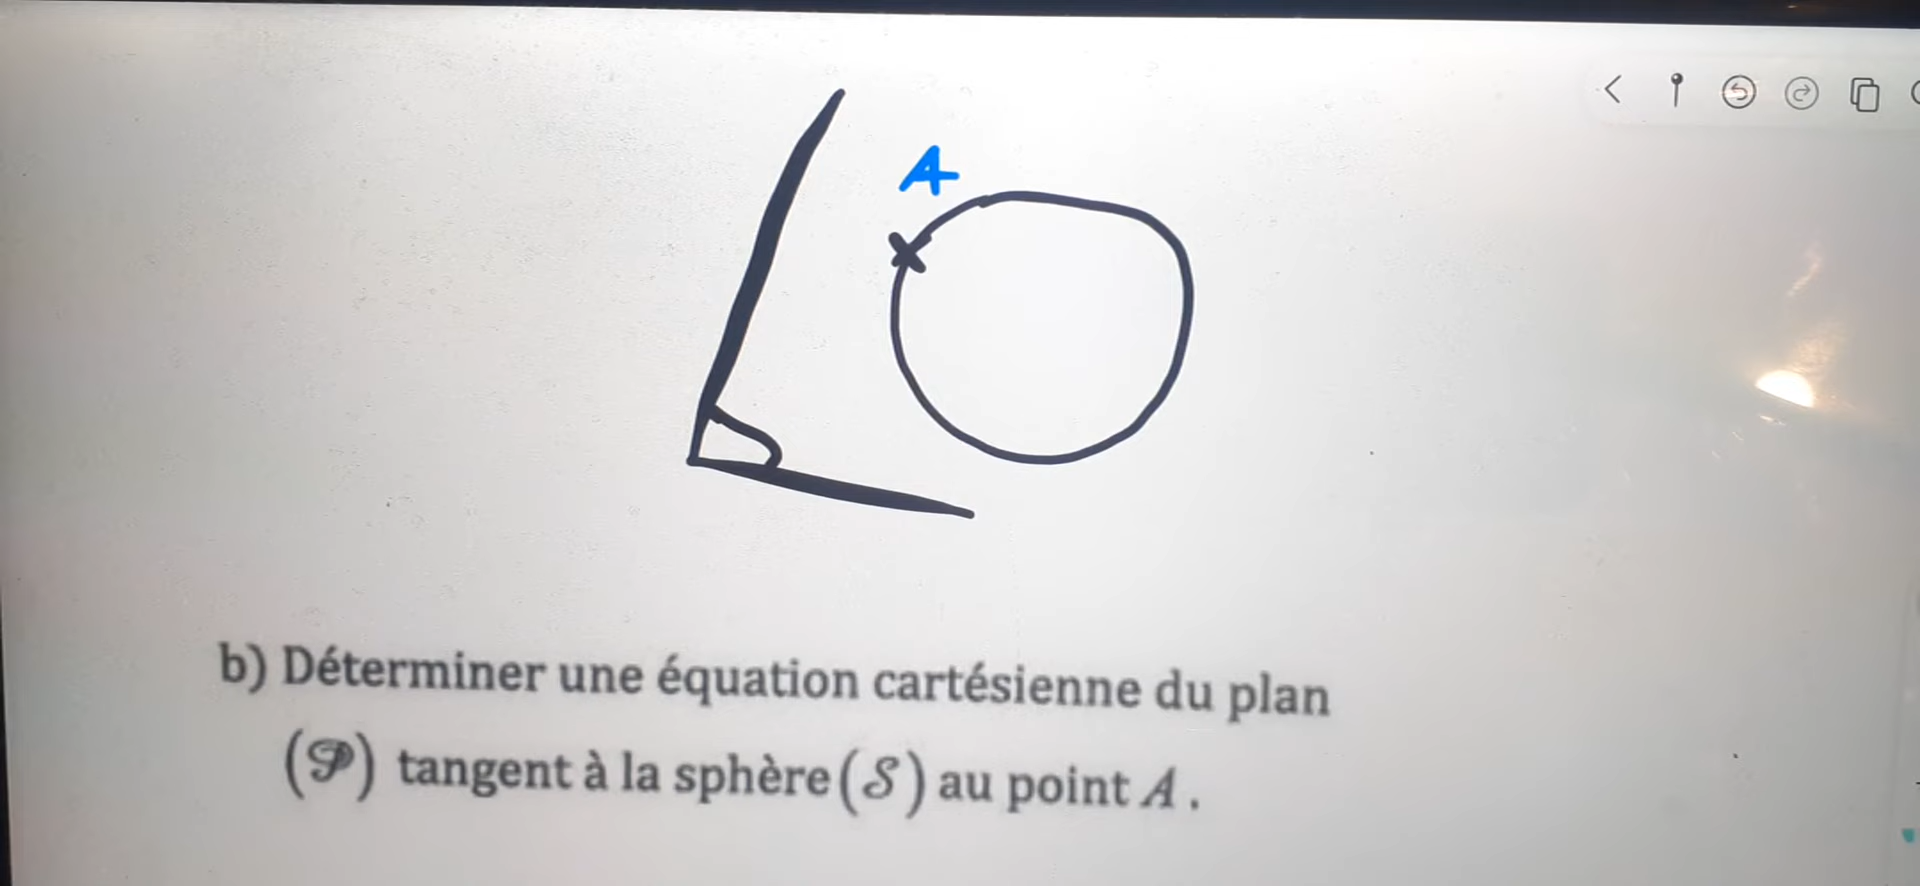 A
b) Déterminer une équation cartésienne du plan
(𝒫) tangent à la sphère (𝒮) au point A .